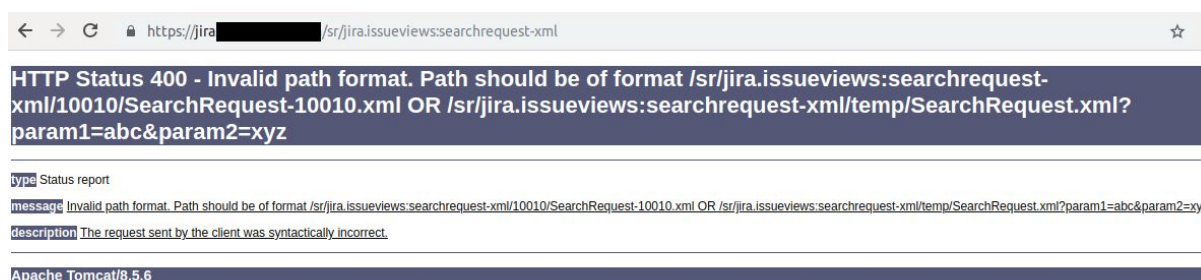 https://jira /sr/jira.issueviews:searchrequest-xml
HTTP Status 400 - Invalid path format. Path should be of format /sr/jira.issueviews:searchrequest-
xml/10010/SearchRequest-10010.xml OR /sr/jira.issueviews:searchrequest-xml/temp/SearchRequest.xml?
param1=abc&param2=xyz
type Status report
message Invalid path format. Path should be of format /sr/jira.issueviews:searchrequest-xml/10010/SearchRequest-10010.xml OR /sr/jira.issueviews:searchrequest-xml/temp/SearchRequest.xml?param1=abc&param2=xy
description The request sent by the client was syntactically incorrect.
Apache Tomcat/8.5.6